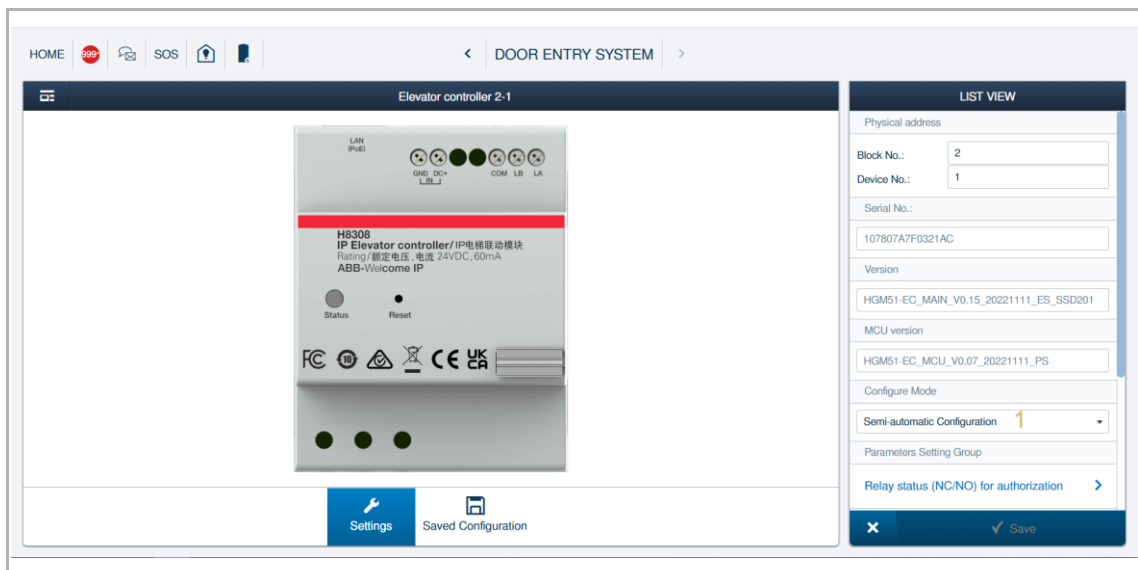 HOME 999+ SOS
DOOR ENTRY SYSTEM
Elevator controller 2-1
LAN
(PoE)
GND DC+ COM LB LA
IN
H8308
IP Elevator controller/IP电梯联动模块
Rating/额定电压,电流 24VDC,60mA
ABB-Welcome IP
Status Reset
FC 10 CE UK
CA
Settings Saved Configuration
LIST VIEW
Physical address
Block No.: 2
Device No.: 1
Serial No.:
107807A7F0321AC
Version
HGM51-EC_MAIN_V0.15_20221111_ES_SSD201
MCU version
HGM51-EC_MCU_V0.07_20221111_PS
Configure Mode
Semi-automatic Configuration 1
Parameters Setting Group
Relay status (NC/NO) for authorization
Save